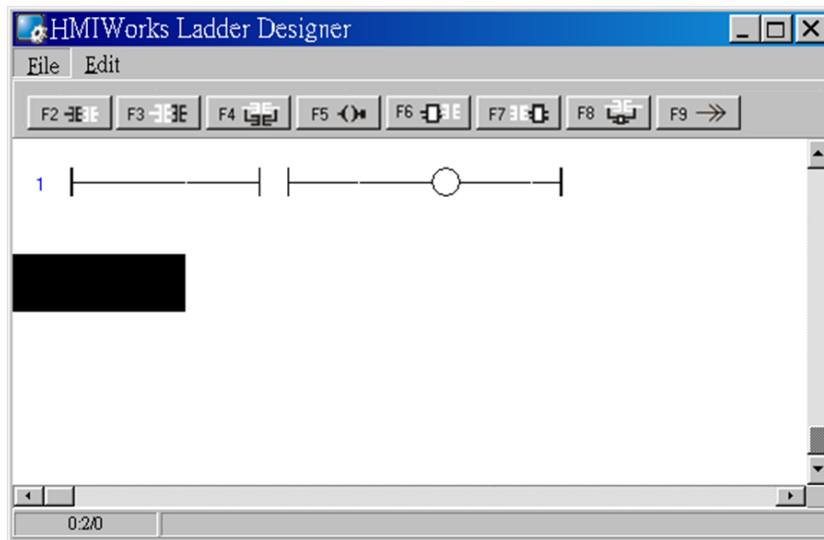 HMIWorks Ladder Designer
File Edit
F2 F3 F4 F5 F6 F7 F8 F9
1
0:2/0